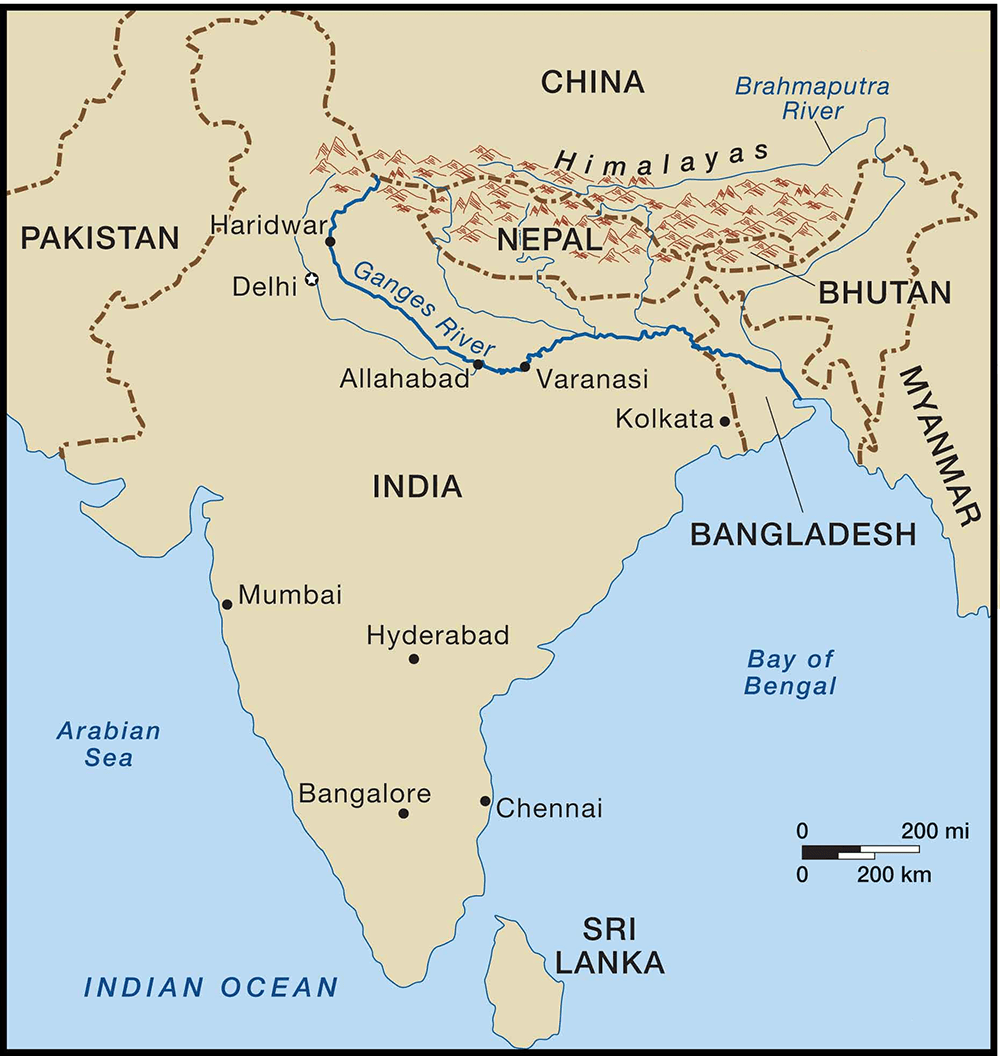 CHINA
Brahmaputra
River
Himalayas
PAKISTAN
Haridwar
NEPAL
Delhi
Ganges River
BHUTAN
Allahabad
Varanasi
Kolkata
MYANMAR
INDIA
BANGLADESH
Mumbai
Hyderabad
Bay of
Bengal
Arabian
Sea
Bangalore
Chennai
0 200 mi
0 200 km
SRI
LANKA
INDIAN OCEAN